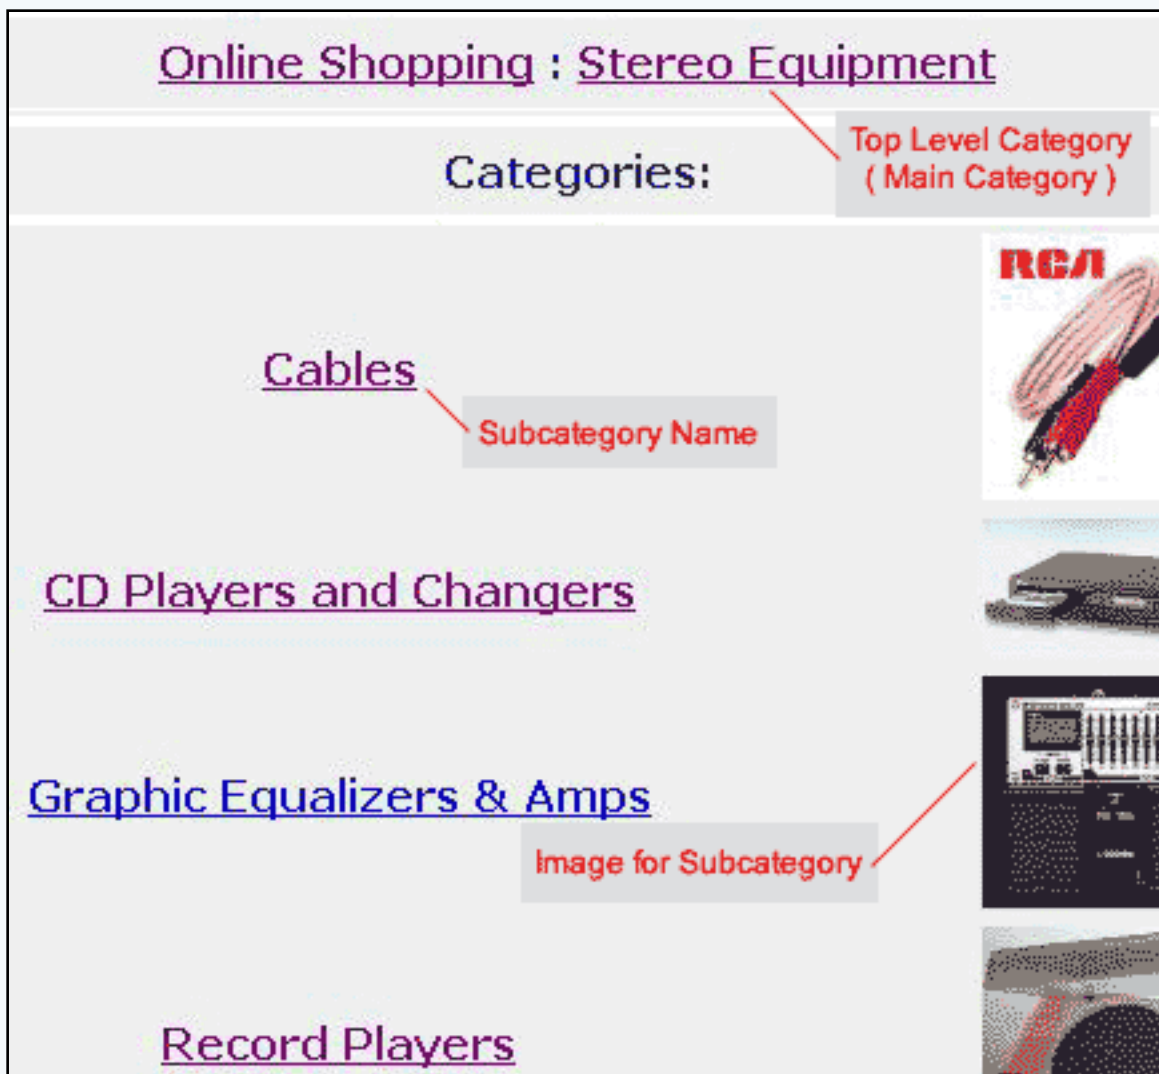 Online Shopping : Stereo Equipment
Top Level Category
( Main Category )
Categories:
RCA
Cables
Subcategory Name
CD Players and Changers
Graphic Equalizers & Amps
Image for Subcategory
Record Players